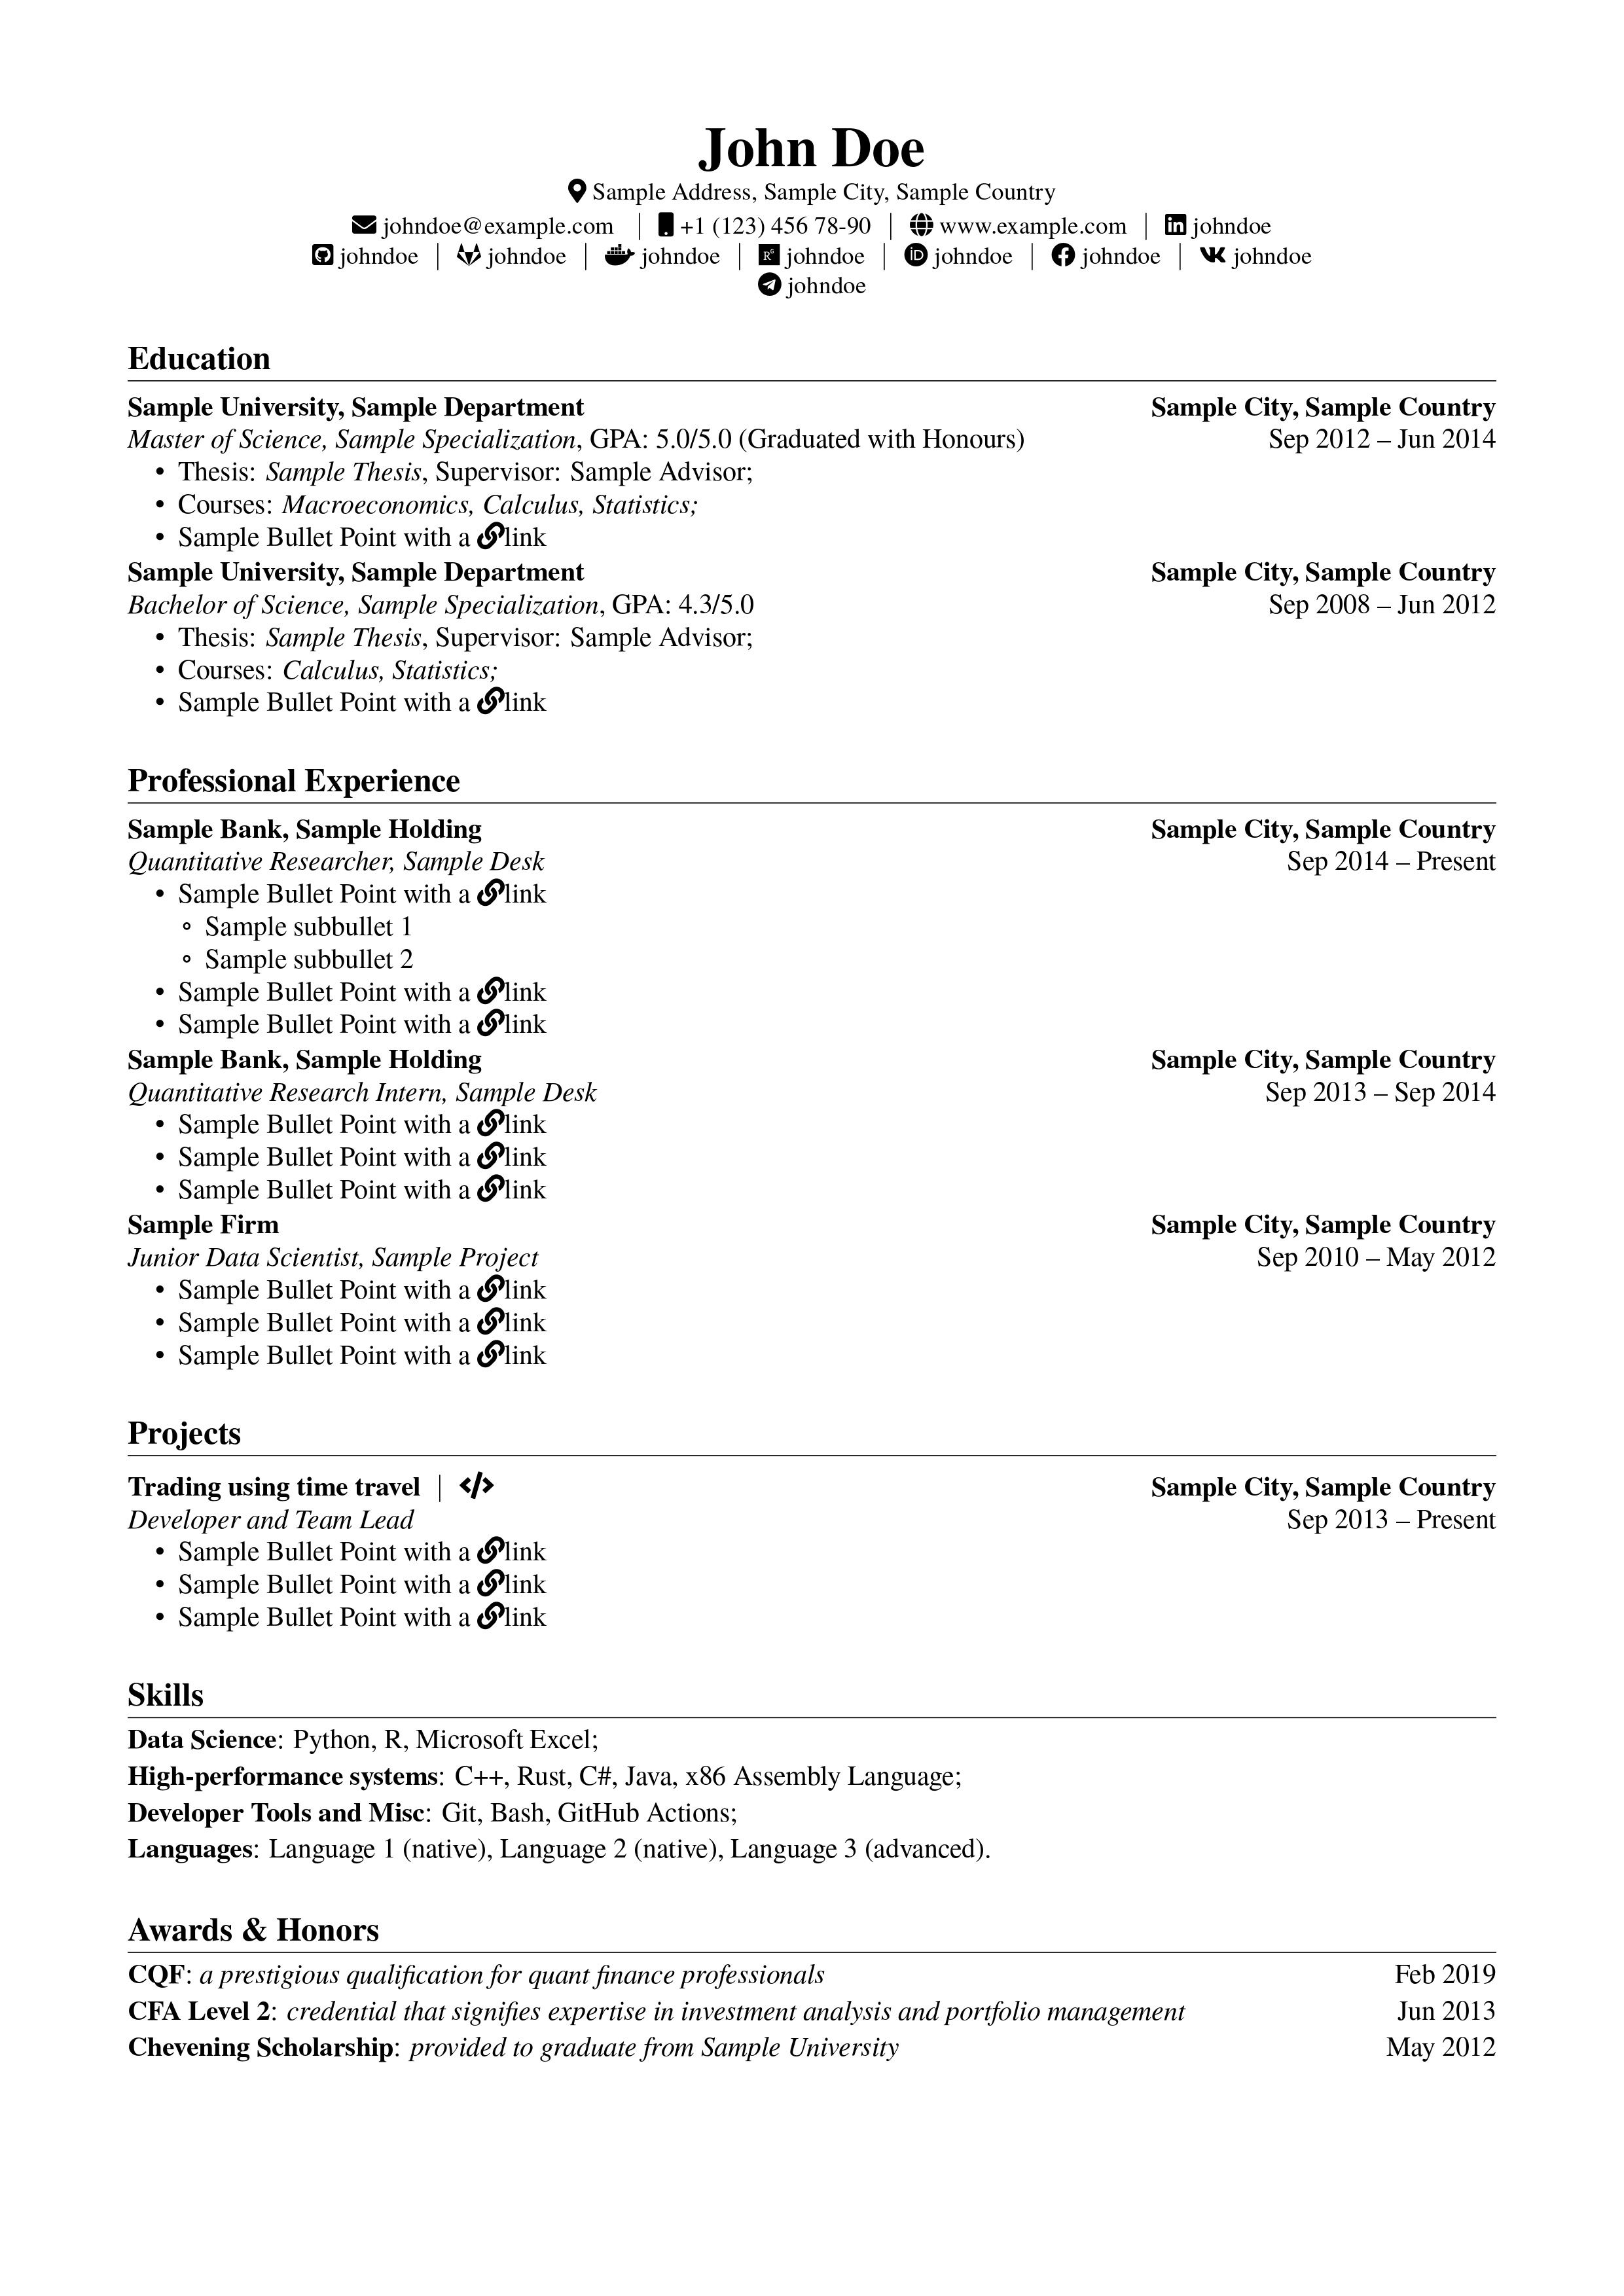 John Doe
Sample Address, Sample City, Sample Country
johndoe@example.com | +1 (123) 456 78-90 | www.example.com | johndoe
johndoe | johndoe | johndoe | johndoe | johndoe | johndoe | johndoe
johndoe
Education
Sample University, Sample Department Sample City, Sample Country
Master of Science, Sample Specialization, GPA: 5.0/5.0 (Graduated with Honours) Sep 2012 – Jun 2014
• Thesis: Sample Thesis, Supervisor: Sample Advisor;
• Courses: Macroeconomics, Calculus, Statistics;
• Sample Bullet Point with a link
Sample University, Sample Department Sample City, Sample Country
Bachelor of Science, Sample Specialization, GPA: 4.3/5.0 Sep 2008 – Jun 2012
• Thesis: Sample Thesis, Supervisor: Sample Advisor;
• Courses: Calculus, Statistics;
• Sample Bullet Point with a link
Professional Experience
Sample Bank, Sample Holding Sample City, Sample Country
Quantitative Researcher, Sample Desk Sep 2014 – Present
• Sample Bullet Point with a link
◦ Sample subbullet 1
◦ Sample subbullet 2
• Sample Bullet Point with a link
• Sample Bullet Point with a link
Sample Bank, Sample Holding Sample City, Sample Country
Quantitative Research Intern, Sample Desk Sep 2013 – Sep 2014
• Sample Bullet Point with a link
• Sample Bullet Point with a link
• Sample Bullet Point with a link
Sample Firm Sample City, Sample Country
Junior Data Scientist, Sample Project Sep 2010 – May 2012
• Sample Bullet Point with a link
• Sample Bullet Point with a link
• Sample Bullet Point with a link
Projects
Trading using time travel | </> Sample City, Sample Country
Developer and Team Lead Sep 2013 – Present
• Sample Bullet Point with a link
• Sample Bullet Point with a link
• Sample Bullet Point with a link
Skills
Data Science: Python, R, Microsoft Excel;
High-performance systems: C++, Rust, C#, Java, x86 Assembly Language;
Developer Tools and Misc: Git, Bash, GitHub Actions;
Languages: Language 1 (native), Language 2 (native), Language 3 (advanced).
Awards & Honors
CQF: a prestigious qualification for quant finance professionals Feb 2019
CFA Level 2: credential that signifies expertise in investment analysis and portfolio management Jun 2013
Chevening Scholarship: provided to graduate from Sample University May 2012